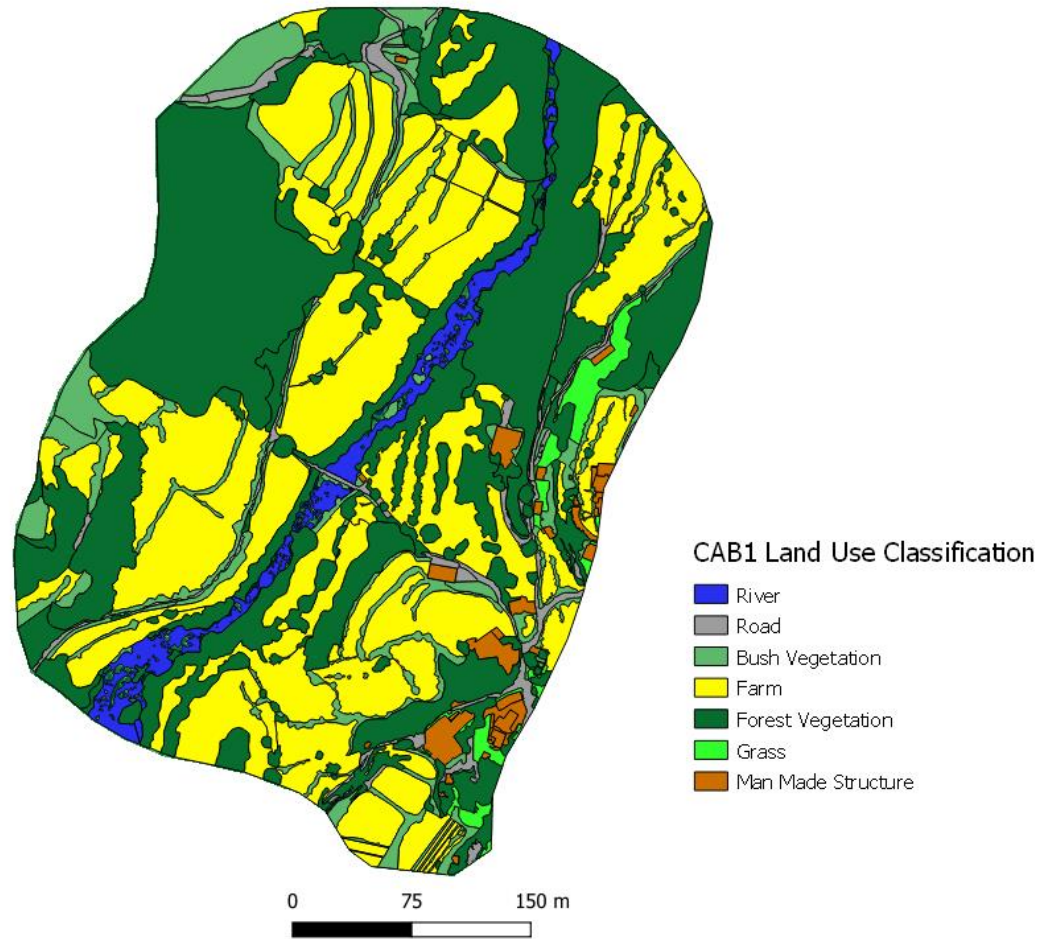 CAB1 Land Use Classification
River
Road
Bush Vegetation
Farm
Forest Vegetation
Grass
Man Made Structure
0 75 150 m